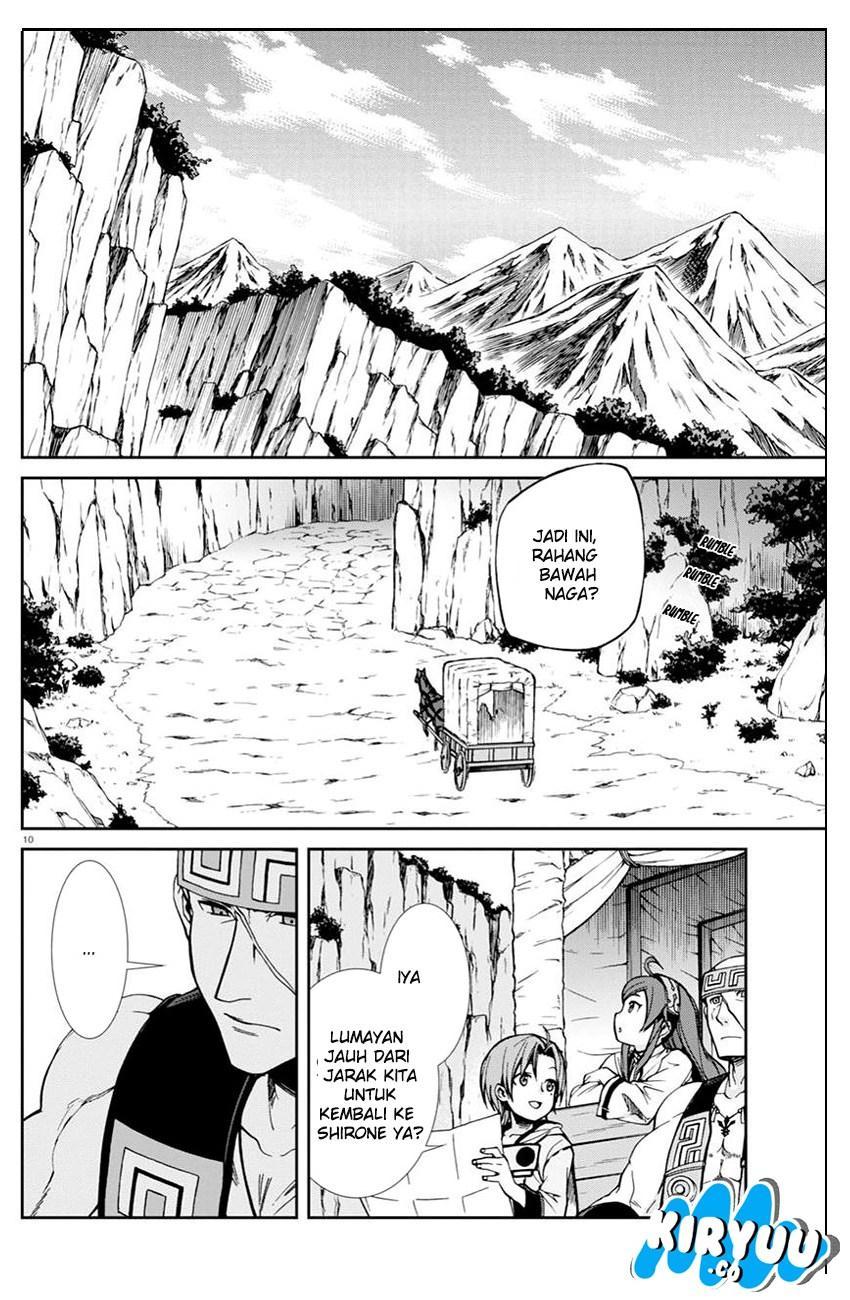 JADI INI,
RAHANG
BAWAH
NAGA?
RUMBLE
RUMBLE
RUMBLE
10
IYA
LUMAYAN
JAUH DARI
JARAK KITA
UNTUK
KEMBALI KE
SHIRONE YA?
...
KIRYUU
.CO